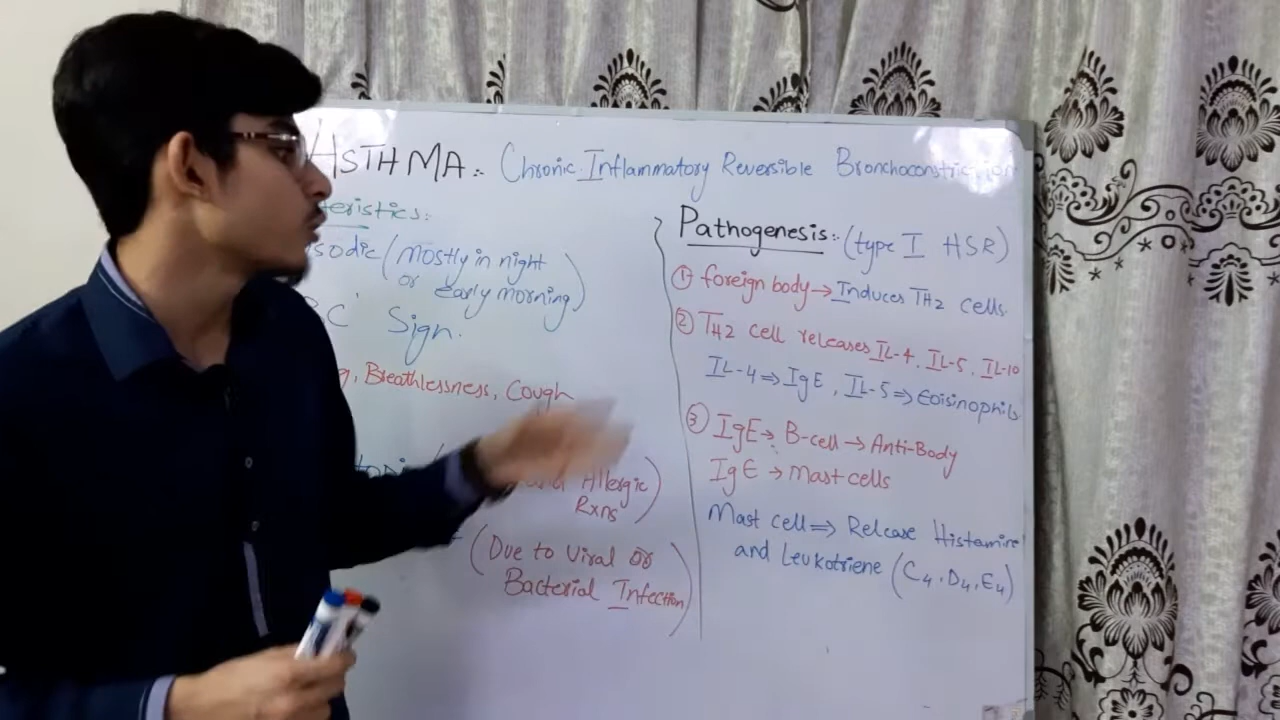 ASTHMA:- Chronic Inflammatory Reversible Bronchoconstriction
eristics:
sodic (Mostly in night
or early morning)
C' Sign.
g, Breathlessness, Cough
Allergic
Rxns)
(Due to Viral or
Bacterial Infection)
Pathogenesis:- (type I HSR)
① foreign body → Induces TH2 cells
② TH2 cell releases IL-4, IL-5, IL-10
IL-4 ⇒ IgE, IL-5 ⇒ Eoisinophils
③ IgE → B-cell → Anti-Body
IgE → Mast cells
Mast cell ⇒ Relcase Histamine
and Leukotriene (C4, D4, E4)